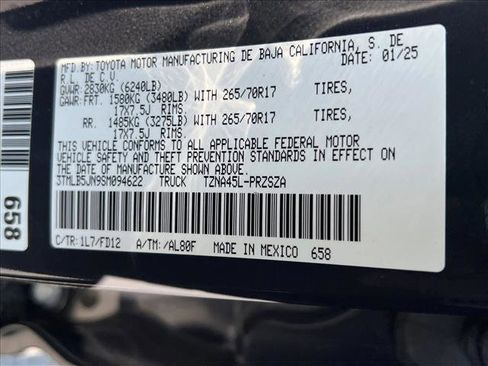 MFD.BY:TOYOTA MOTOR MANUFACTURING DE BAJA CALIFORNIA, S. DE
R.L. DE C.V. DATE: 01/25
GVWR:2830KG (6240LB)
GAWR:FRT. 1580KG (3480LB) WITH 265/70R17 TIRES,
17X7.5J RIMS.
RR. 1485KG (3275LB) WITH 265/70R17 TIRES,
17X7.5J RIMS.
THIS VEHICLE CONFORMS TO ALL APPLICABLE FEDERAL MOTOR
VEHICLE SAFETY AND THEFT PREVENTION STANDARDS IN EFFECT ON
THE DATE OF MANUFACTURE SHOWN ABOVE.
3TMLB5JN9SM094622 TRUCK TZNA45L-PRZSZA
C/TR:1L7/FD12 A/TM:/AL80F MADE IN MEXICO 658
658